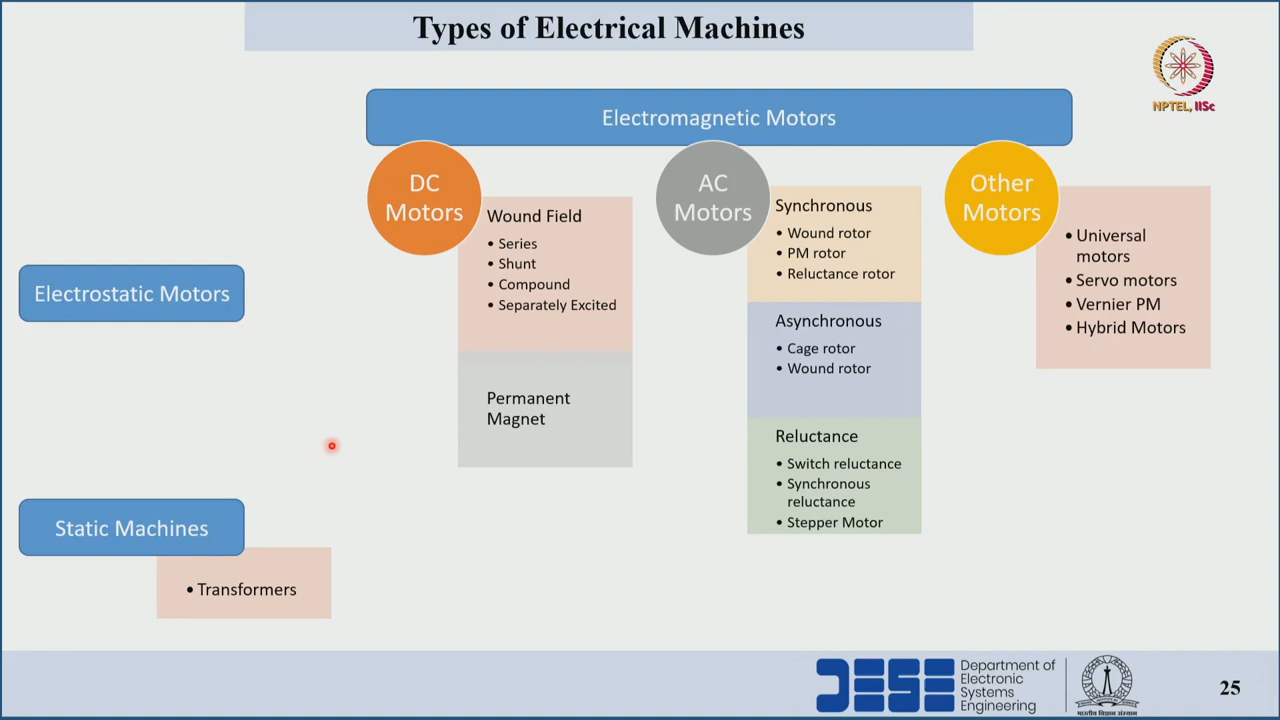 Types of Electrical Machines
NPTEL, IISc
Electromagnetic Motors
DC
Motors
Wound Field
• Series
• Shunt
• Compound
• Separately Excited
Permanent
Magnet
AC
Motors
Synchronous
• Wound rotor
• PM rotor
• Reluctance rotor
Asynchronous
• Cage rotor
• Wound rotor
Reluctance
• Switch reluctance
• Synchronous
reluctance
• Stepper Motor
Other
Motors
• Universal
motors
• Servo motors
• Vernier PM
• Hybrid Motors
Electrostatic Motors
Static Machines
• Transformers
DESE
Department of
Electronic
Systems
Engineering
भारतीय विज्ञान संस्थान
25